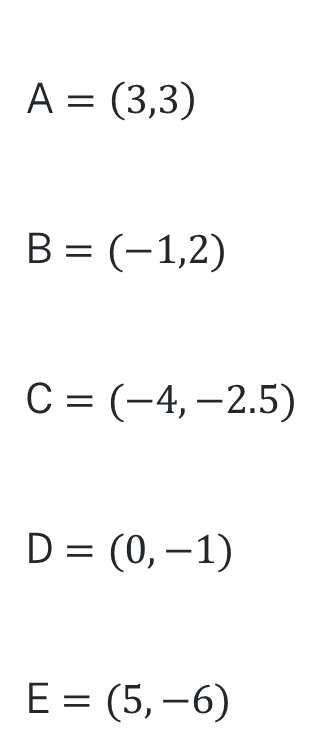 A = (3,3)
B = (−1,2)
C = (−4, −2.5)
D = (0, −1)
E = (5, −6)